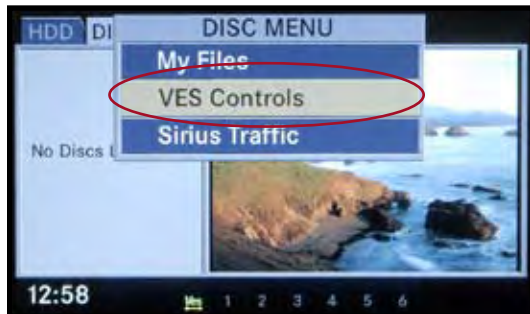 HDD DI DISC MENU
My Files
VES Controls
Sirius Traffic
No Discs
12:58 1 2 3 4 5 6